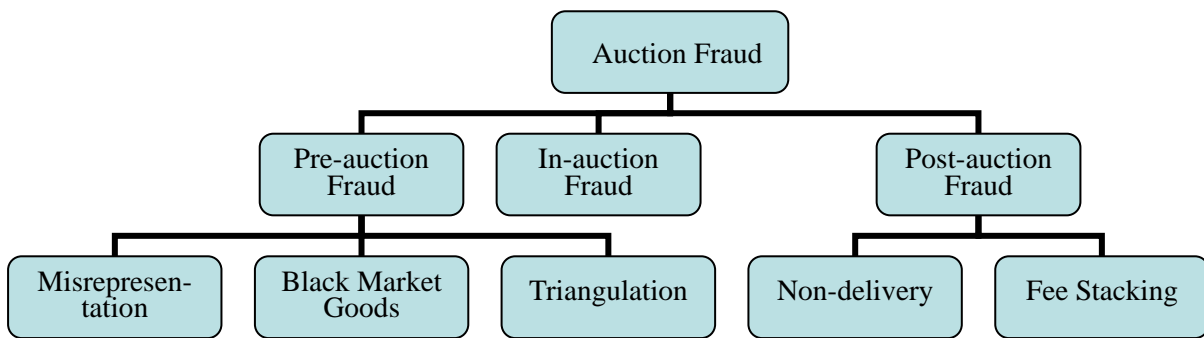 Auction Fraud
Pre-auction
Fraud
In-auction
Fraud
Post-auction
Fraud
Misrepresen-
tation
Black Market
Goods
Triangulation
Non-delivery
Fee Stacking